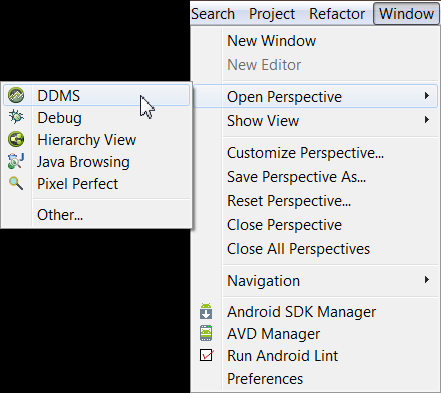 Search Project Refactor Window
New Window
New Editor
Open Perspective
Show View
Customize Perspective...
Save Perspective As...
Reset Perspective...
Close Perspective
Close All Perspectives
Navigation
Android SDK Manager
AVD Manager
Run Android Lint
Preferences
DDMS
Debug
Hierarchy View
Java Browsing
Pixel Perfect
Other...